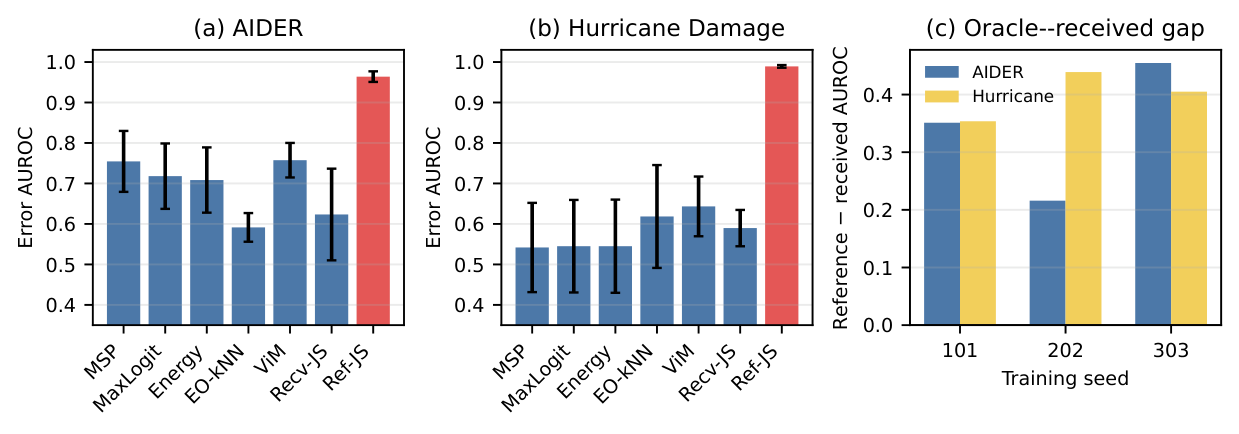 (a) AIDER
Error AUROC
1.0
0.9
0.8
0.7
0.6
0.5
0.4
MSP
MaxLogit
Energy
EO-kNN
ViM
Recv-JS
Ref-JS
(b) Hurricane Damage
Error AUROC
1.0
0.9
0.8
0.7
0.6
0.5
0.4
MSP
MaxLogit
Energy
EO-kNN
ViM
Recv-JS
Ref-JS
(c) Oracle--received gap
Reference − received AUROC
AIDER
Hurricane
0.4
0.3
0.2
0.1
0.0
101
202
303
Training seed